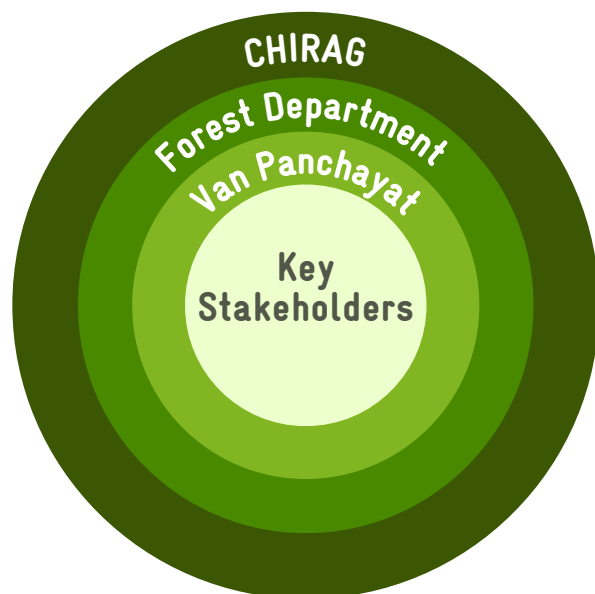 CHIRAG
Forest Department
Van Panchayat
Key
Stakeholders